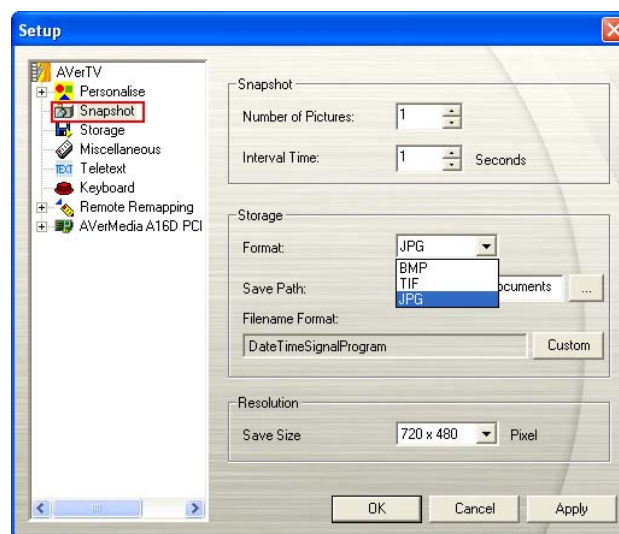 Setup
AVerTV
Personalise
Snapshot
Storage
Miscellaneous
TEXT Teletext
Keyboard
Remote Remapping
AVerMedia A16D PCI
Snapshot
Number of Pictures: 1
Interval Time: 1 Seconds
Storage
Format: JPG
BMP
TIF
JPG
Save Path: ocuments ...
Filename Format:
DateTimeSignalProgram Custom
Resolution
Save Size 720 x 480 Pixel
OK Cancel Apply